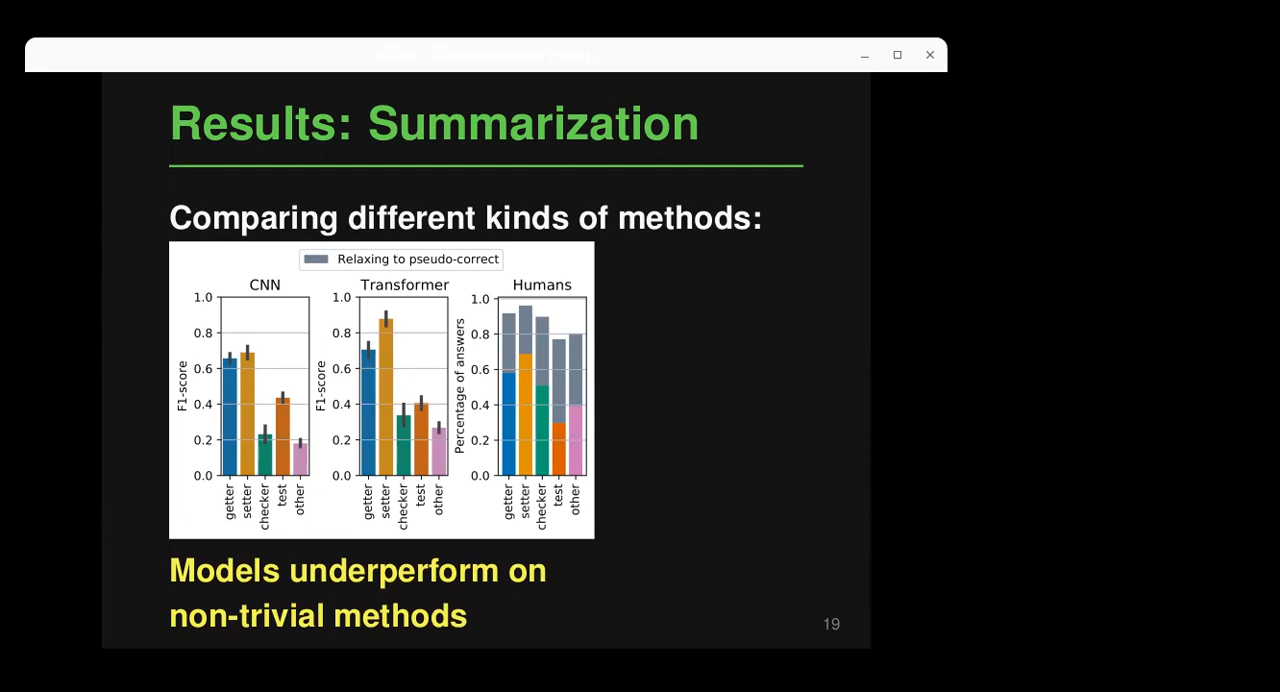 Results: Summarization
Comparing different kinds of methods:
Relaxing to pseudo-correct
CNN
Transformer
Humans
1.0
0.8
0.6
0.4
0.2
0.0
F1-score
getter
setter
checker
test
other
1.0
0.8
0.6
0.4
0.2
0.0
F1-score
getter
setter
checker
test
other
1.0
0.8
0.6
0.4
0.2
0.0
Percentage of answers
getter
setter
checker
test
other
Models underperform on
non-trivial methods
19